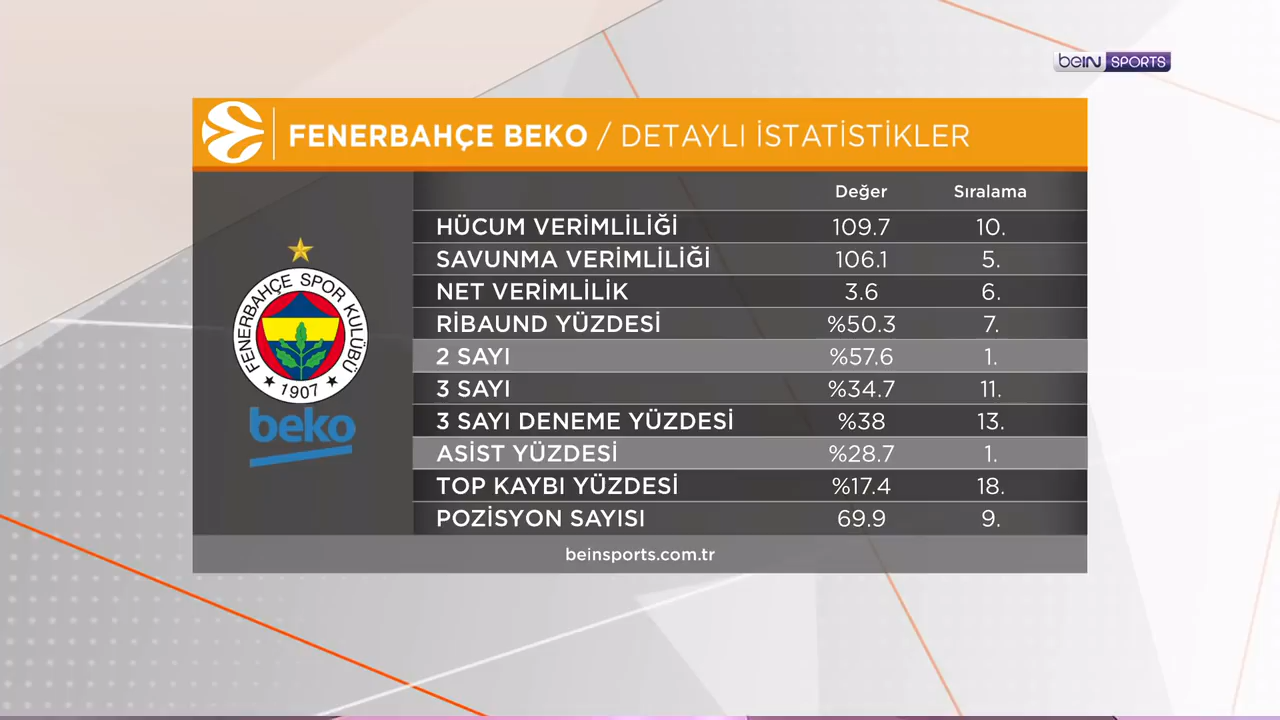 beIN SPORTS
FENERBAHÇE BEKO / DETAYLI İSTATİSTİKLER
Değer Sıralama
HÜCUM VERİMLİLİĞİ 109.7 10.
SAVUNMA VERİMLİLİĞİ 106.1 5.
NET VERİMLİLİK 3.6 6.
RİBAUND YÜZDESİ %50.3 7.
2 SAYI %57.6 1.
3 SAYI %34.7 11.
3 SAYI DENEME YÜZDESİ %38 13.
ASİST YÜZDESİ %28.7 1.
TOP KAYBI YÜZDESİ %17.4 18.
POZİSYON SAYISI 69.9 9.
FENERBAHÇE SPOR KULÜBÜ
★ 1907 ★
beko
beinsports.com.tr